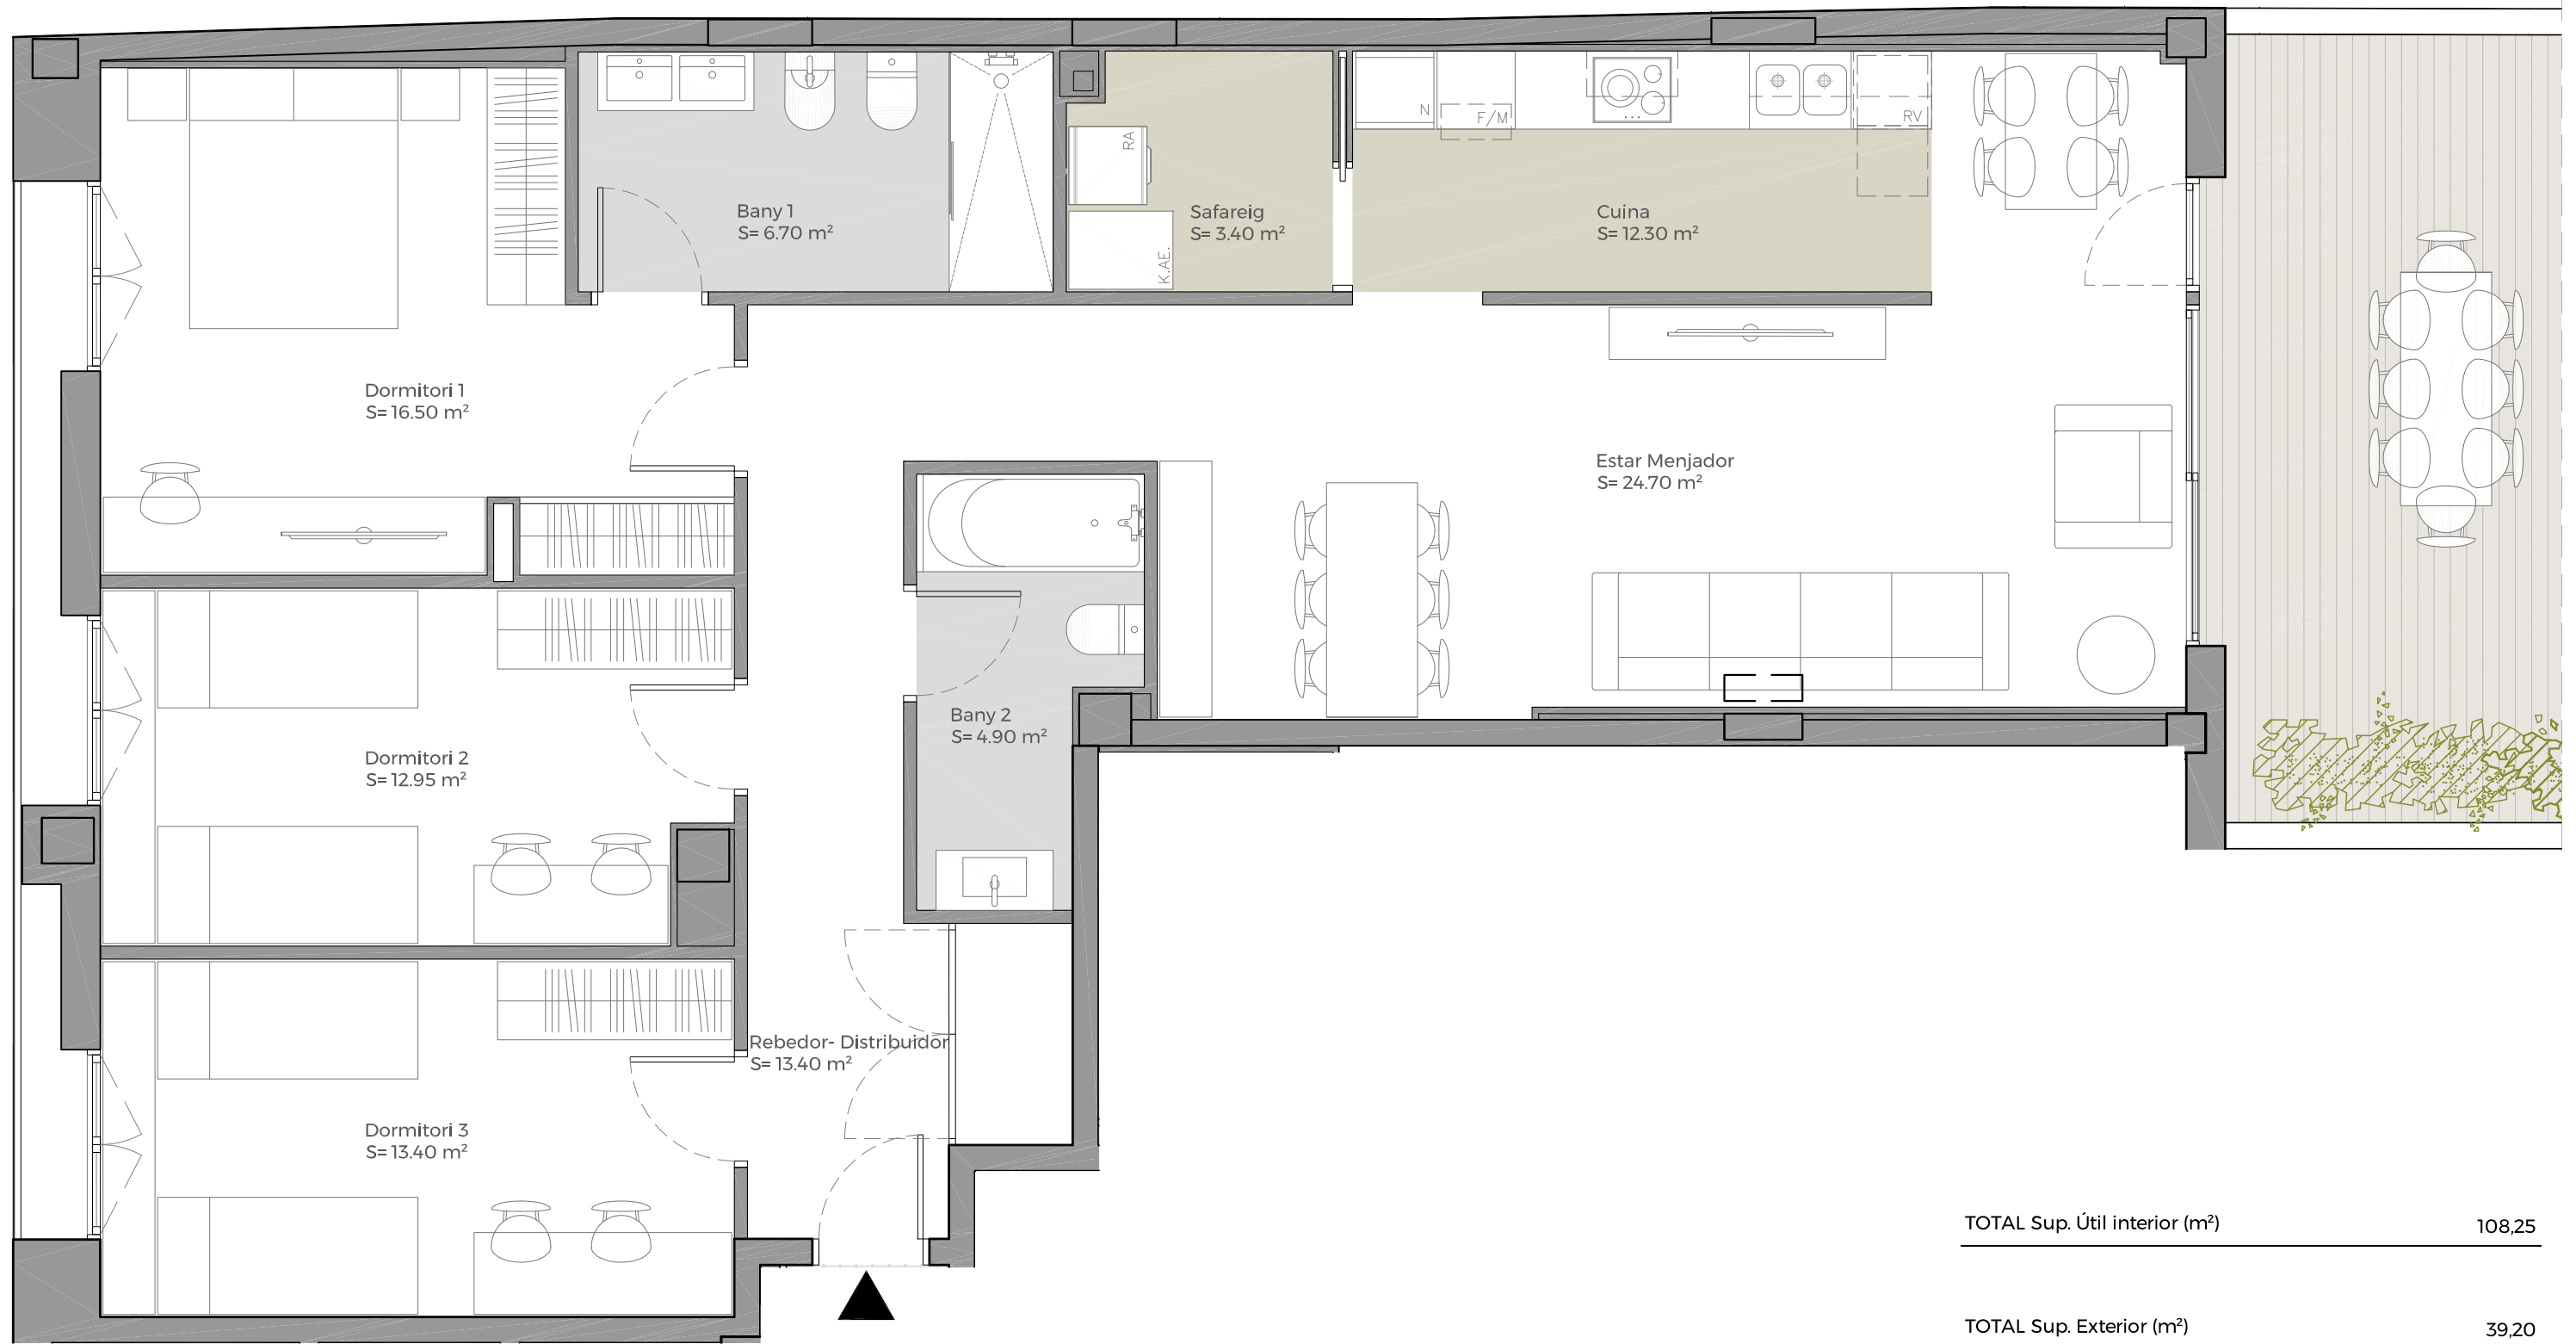 Bany 1
S= 6.70 m²
Safareig
S= 3.40 m²
RA
K.AE.
N
F/M
RV
Cuina
S= 12.30 m²
Dormitori 1
S= 16.50 m²
Estar Menjador
S= 24.70 m²
Bany 2
S= 4.90 m²
Dormitori 2
S= 12.95 m²
Rebedor- Distribuidor
S= 13.40 m²
Dormitori 3
S= 13.40 m²
TOTAL Sup. Útil interior (m²) 108,25
TOTAL Sup. Exterior (m²) 39,20